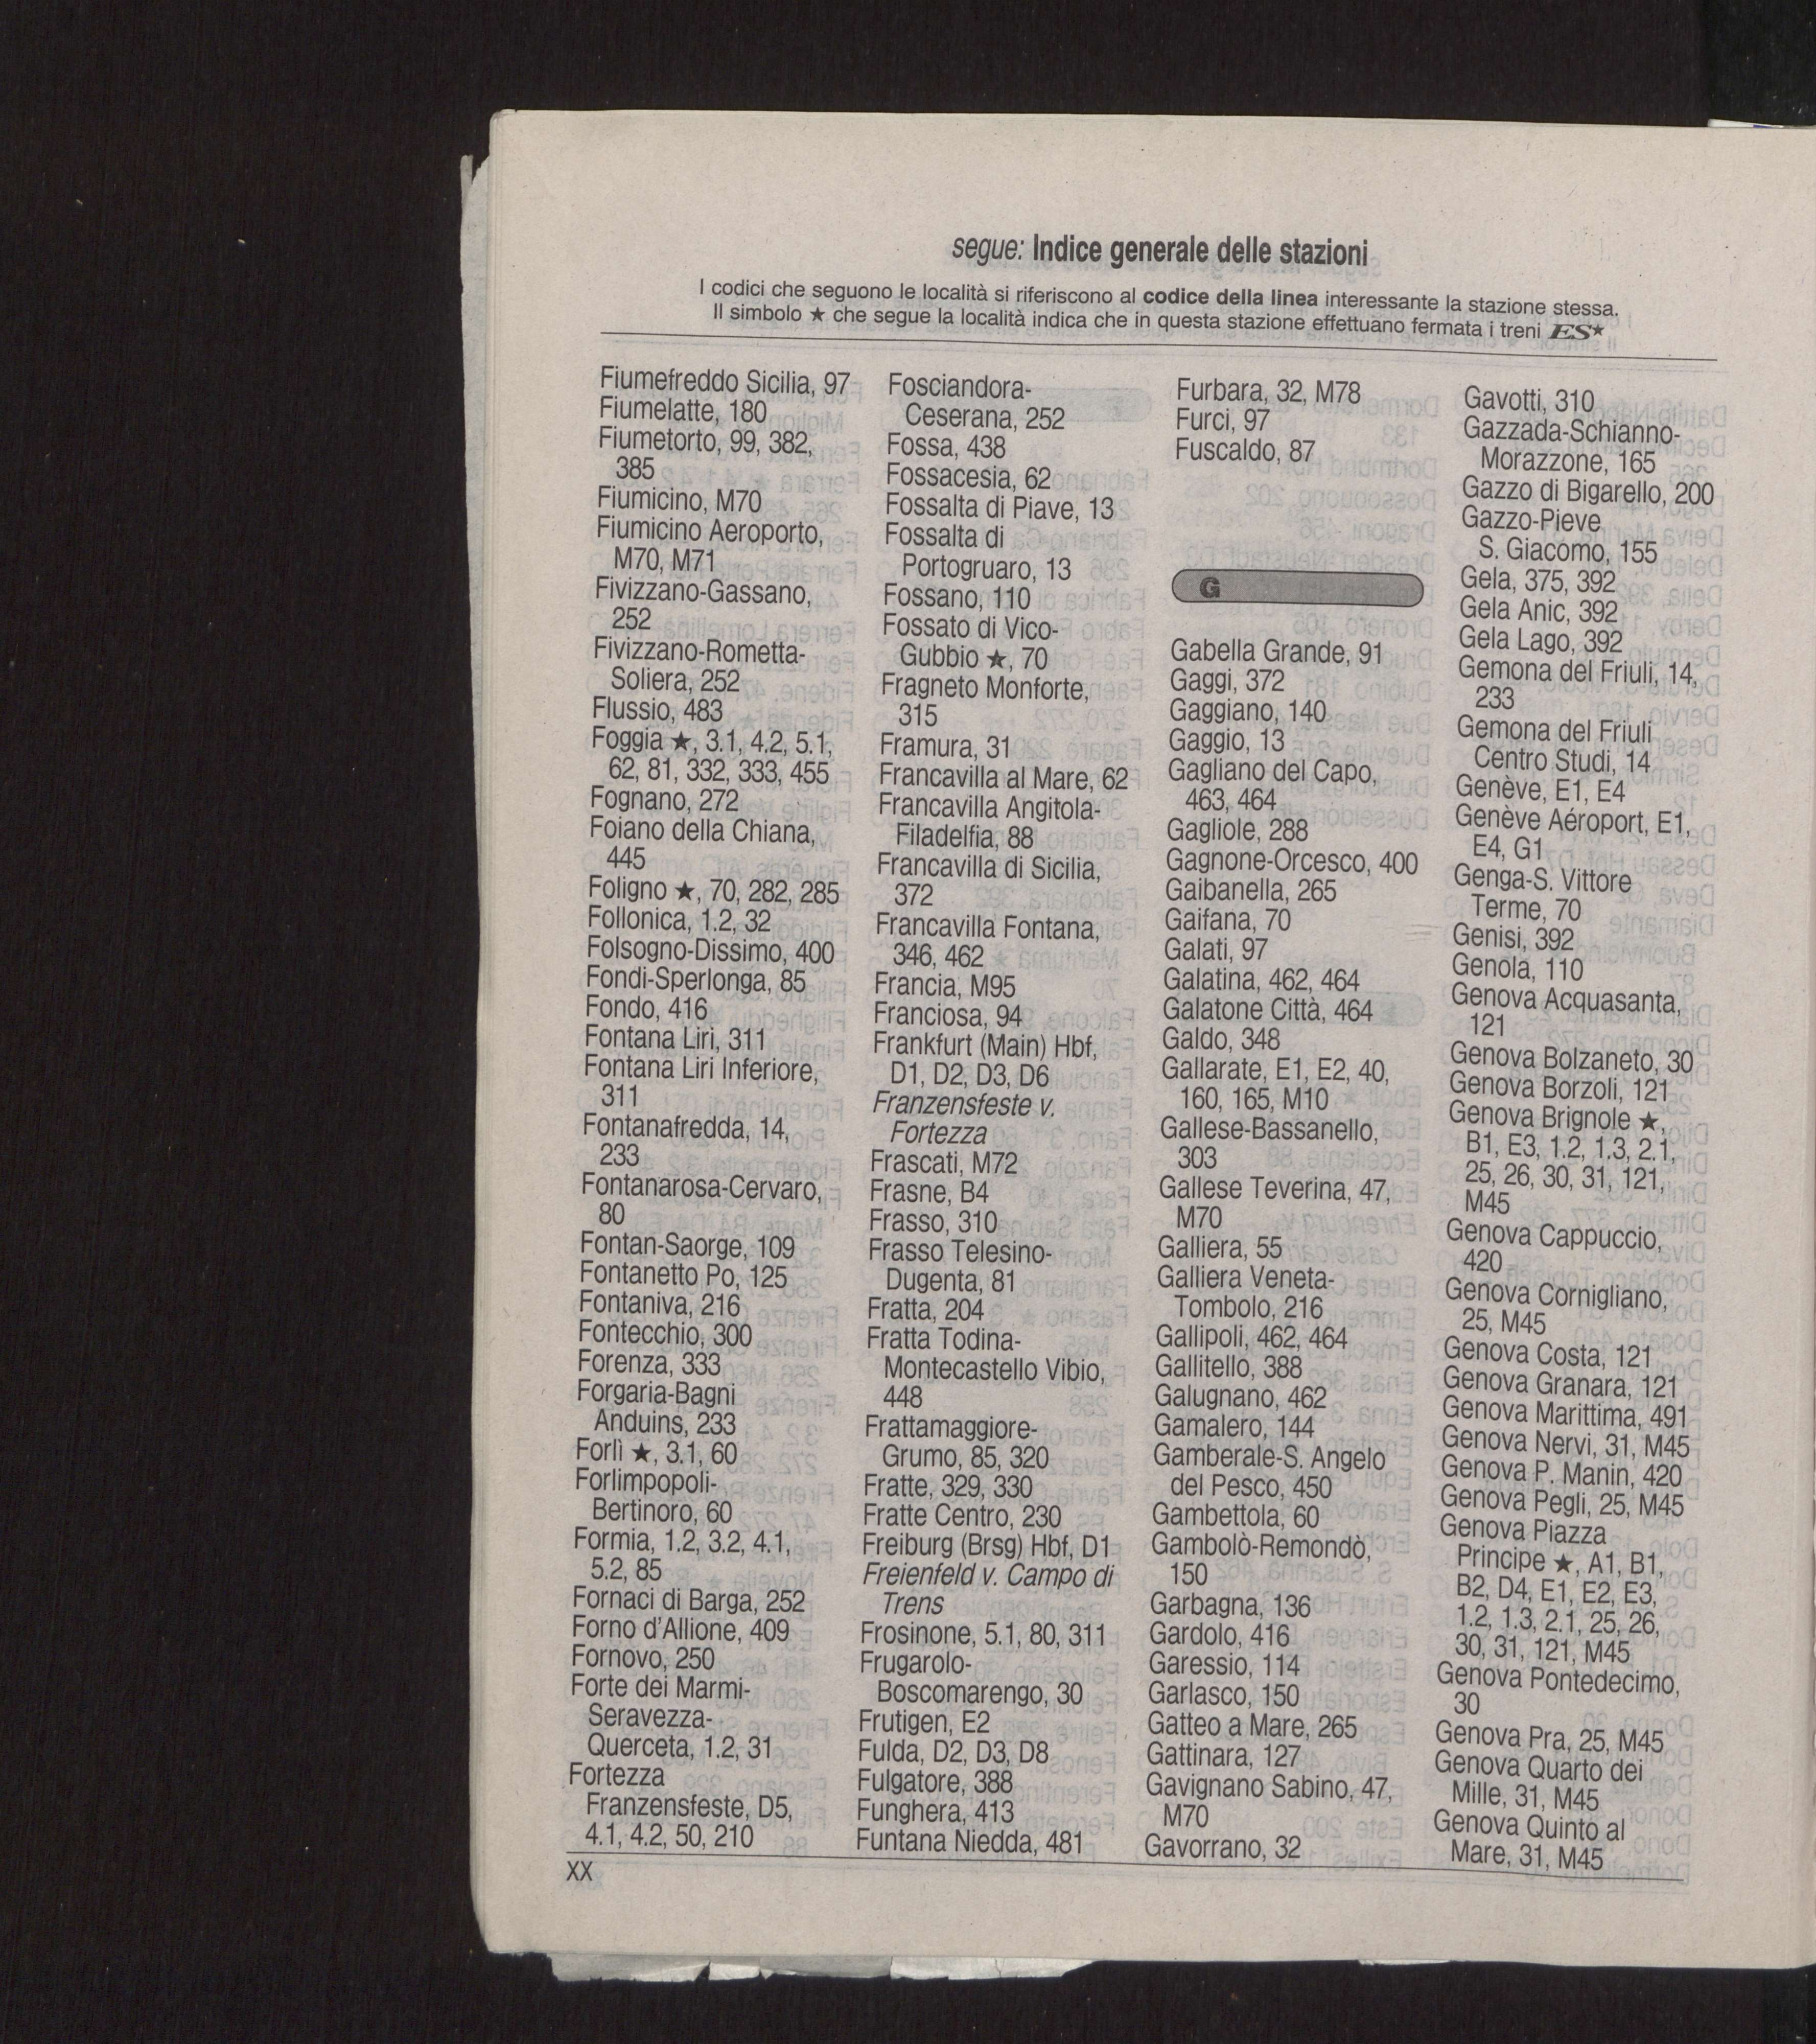 segue: Indice generale delle stazioni
I codici che seguono le località si riferiscono al codice della linea interessante la stazione stessa.
Il simbolo ★ che segue la località indica che in questa stazione effettuano fermata i treni ES★
Fiumefreddo Sicilia, 97
Fiumelatte, 180
Fiumetorto, 99, 382,
385
Fiumicino, M70
Fiumicino Aeroporto,
M70, M71
Fivizzano-Gassano,
252
Fivizzano-Rometta-
Soliera, 252
Flussio, 483
Foggia ★, 3.1, 4.2, 5.1,
62, 81, 332, 333, 455
Fognano, 272
Foiano della Chiana,
445
Foligno ★, 70, 282, 285
Follonica, 1.2, 32
Folsogno-Dissimo, 400
Fondi-Sperlonga, 85
Fondo, 416
Fontana Liri, 311
Fontana Liri Inferiore,
311
Fontanafredda, 14,
233
Fontanarosa-Cervaro,
80
Fontan-Saorge, 109
Fontanetto Po, 125
Fontaniva, 216
Fontecchio, 300
Forenza, 333
Forgaria-Bagni
Anduins, 233
Forlì ★, 3.1, 60
Forlimpopoli-
Bertinoro, 60
Formia, 1.2, 3.2, 4.1,
5.2, 85
Fornaci di Barga, 252
Forno d'Allione, 409
Fornovo, 250
Forte dei Marmi-
Seravezza-
Querceta, 1.2, 31
Fortezza
Franzensfeste, D5,
4.1, 4.2, 50, 210
Fosciandora-
Ceserana, 252
Fossa, 438
Fossacesia, 62
Fossalta di Piave, 13
Fossalta di
Portogruaro, 13
Fossano, 110
Fossato di Vico-
Gubbio ★, 70
Fragneto Monforte,
315
Framura, 31
Francavilla al Mare, 62
Francavilla Angitola-
Filadelfia, 88
Francavilla di Sicilia,
372
Francavilla Fontana,
346, 462
Francia, M95
Franciosa, 94
Frankfurt (Main) Hbf,
D1, D2, D3, D6
Franzensfeste v.
Fortezza
Frascati, M72
Frasne, B4
Frasso, 310
Frasso Telesino-
Dugenta, 81
Fratta, 204
Fratta Todina-
Montecastello Vibio,
448
Frattamaggiore-
Grumo, 85, 320
Fratte, 329, 330
Fratte Centro, 230
Freiburg (Brsg) Hbf, D1
Freienfeld v. Campo di
Trens
Frosinone, 5.1, 80, 311
Frugarolo-
Boscomarengo, 30
Frutigen, E2
Fulda, D2, D3, D8
Fulgatore, 388
Funghera, 413
Funtana Niedda, 481
Furbara, 32, M78
Furci, 97
Fuscaldo, 87
G
Gabella Grande, 91
Gaggi, 372
Gaggiano, 140
Gaggio, 13
Gagliano del Capo,
463, 464
Gagliole, 288
Gagnone-Orcesco, 400
Gaibanella, 265
Gaifana, 70
Galati, 97
Galatina, 462, 464
Galatone Città, 464
Galdo, 348
Gallarate, E1, E2, 40,
160, 165, M10
Gallese-Bassanello,
303
Gallese Teverina, 47,
M70
Galliera, 55
Galliera Veneta-
Tombolo, 216
Gallipoli, 462, 464
Gallitello, 388
Galugnano, 462
Gamalero, 144
Gamberale-S. Angelo
del Pesco, 450
Gambettola, 60
Gambolò-Remondò,
150
Garbagna, 136
Gardolo, 416
Garessio, 114
Garlasco, 150
Gatteo a Mare, 265
Gattinara, 127
Gavignano Sabino, 47,
M70
Gavorrano, 32
Gavotti, 310
Gazzada-Schianno-
Morazzone, 165
Gazzo di Bigarello, 200
Gazzo-Pieve
S. Giacomo, 155
Gela, 375, 392
Gela Anic, 392
Gela Lago, 392
Gemona del Friuli, 14,
233
Gemona del Friuli
Centro Studi, 14
Genève, E1, E4
Genève Aéroport, E1,
E4, G1
Genga-S. Vittore
Terme, 70
Genisi, 392
Genola, 110
Genova Acquasanta,
121
Genova Bolzaneto, 30
Genova Borzoli, 121
Genova Brignole ★,
B1, E3, 1.2, 1.3, 2.1,
25, 26, 30, 31, 121,
M45
Genova Cappuccio,
420
Genova Cornigliano,
25, M45
Genova Costa, 121
Genova Granara, 121
Genova Marittima, 491
Genova Nervi, 31, M45
Genova P. Manin, 420
Genova Pegli, 25, M45
Genova Piazza
Principe ★, A1, B1,
B2, D4, E1, E2, E3,
1.2, 1.3, 2.1, 25, 26,
30, 31, 121, M45
Genova Pontedecimo,
30
Genova Pra, 25, M45
Genova Quarto dei
Mille, 31, M45
Genova Quinto al
Mare, 31, M45
XX